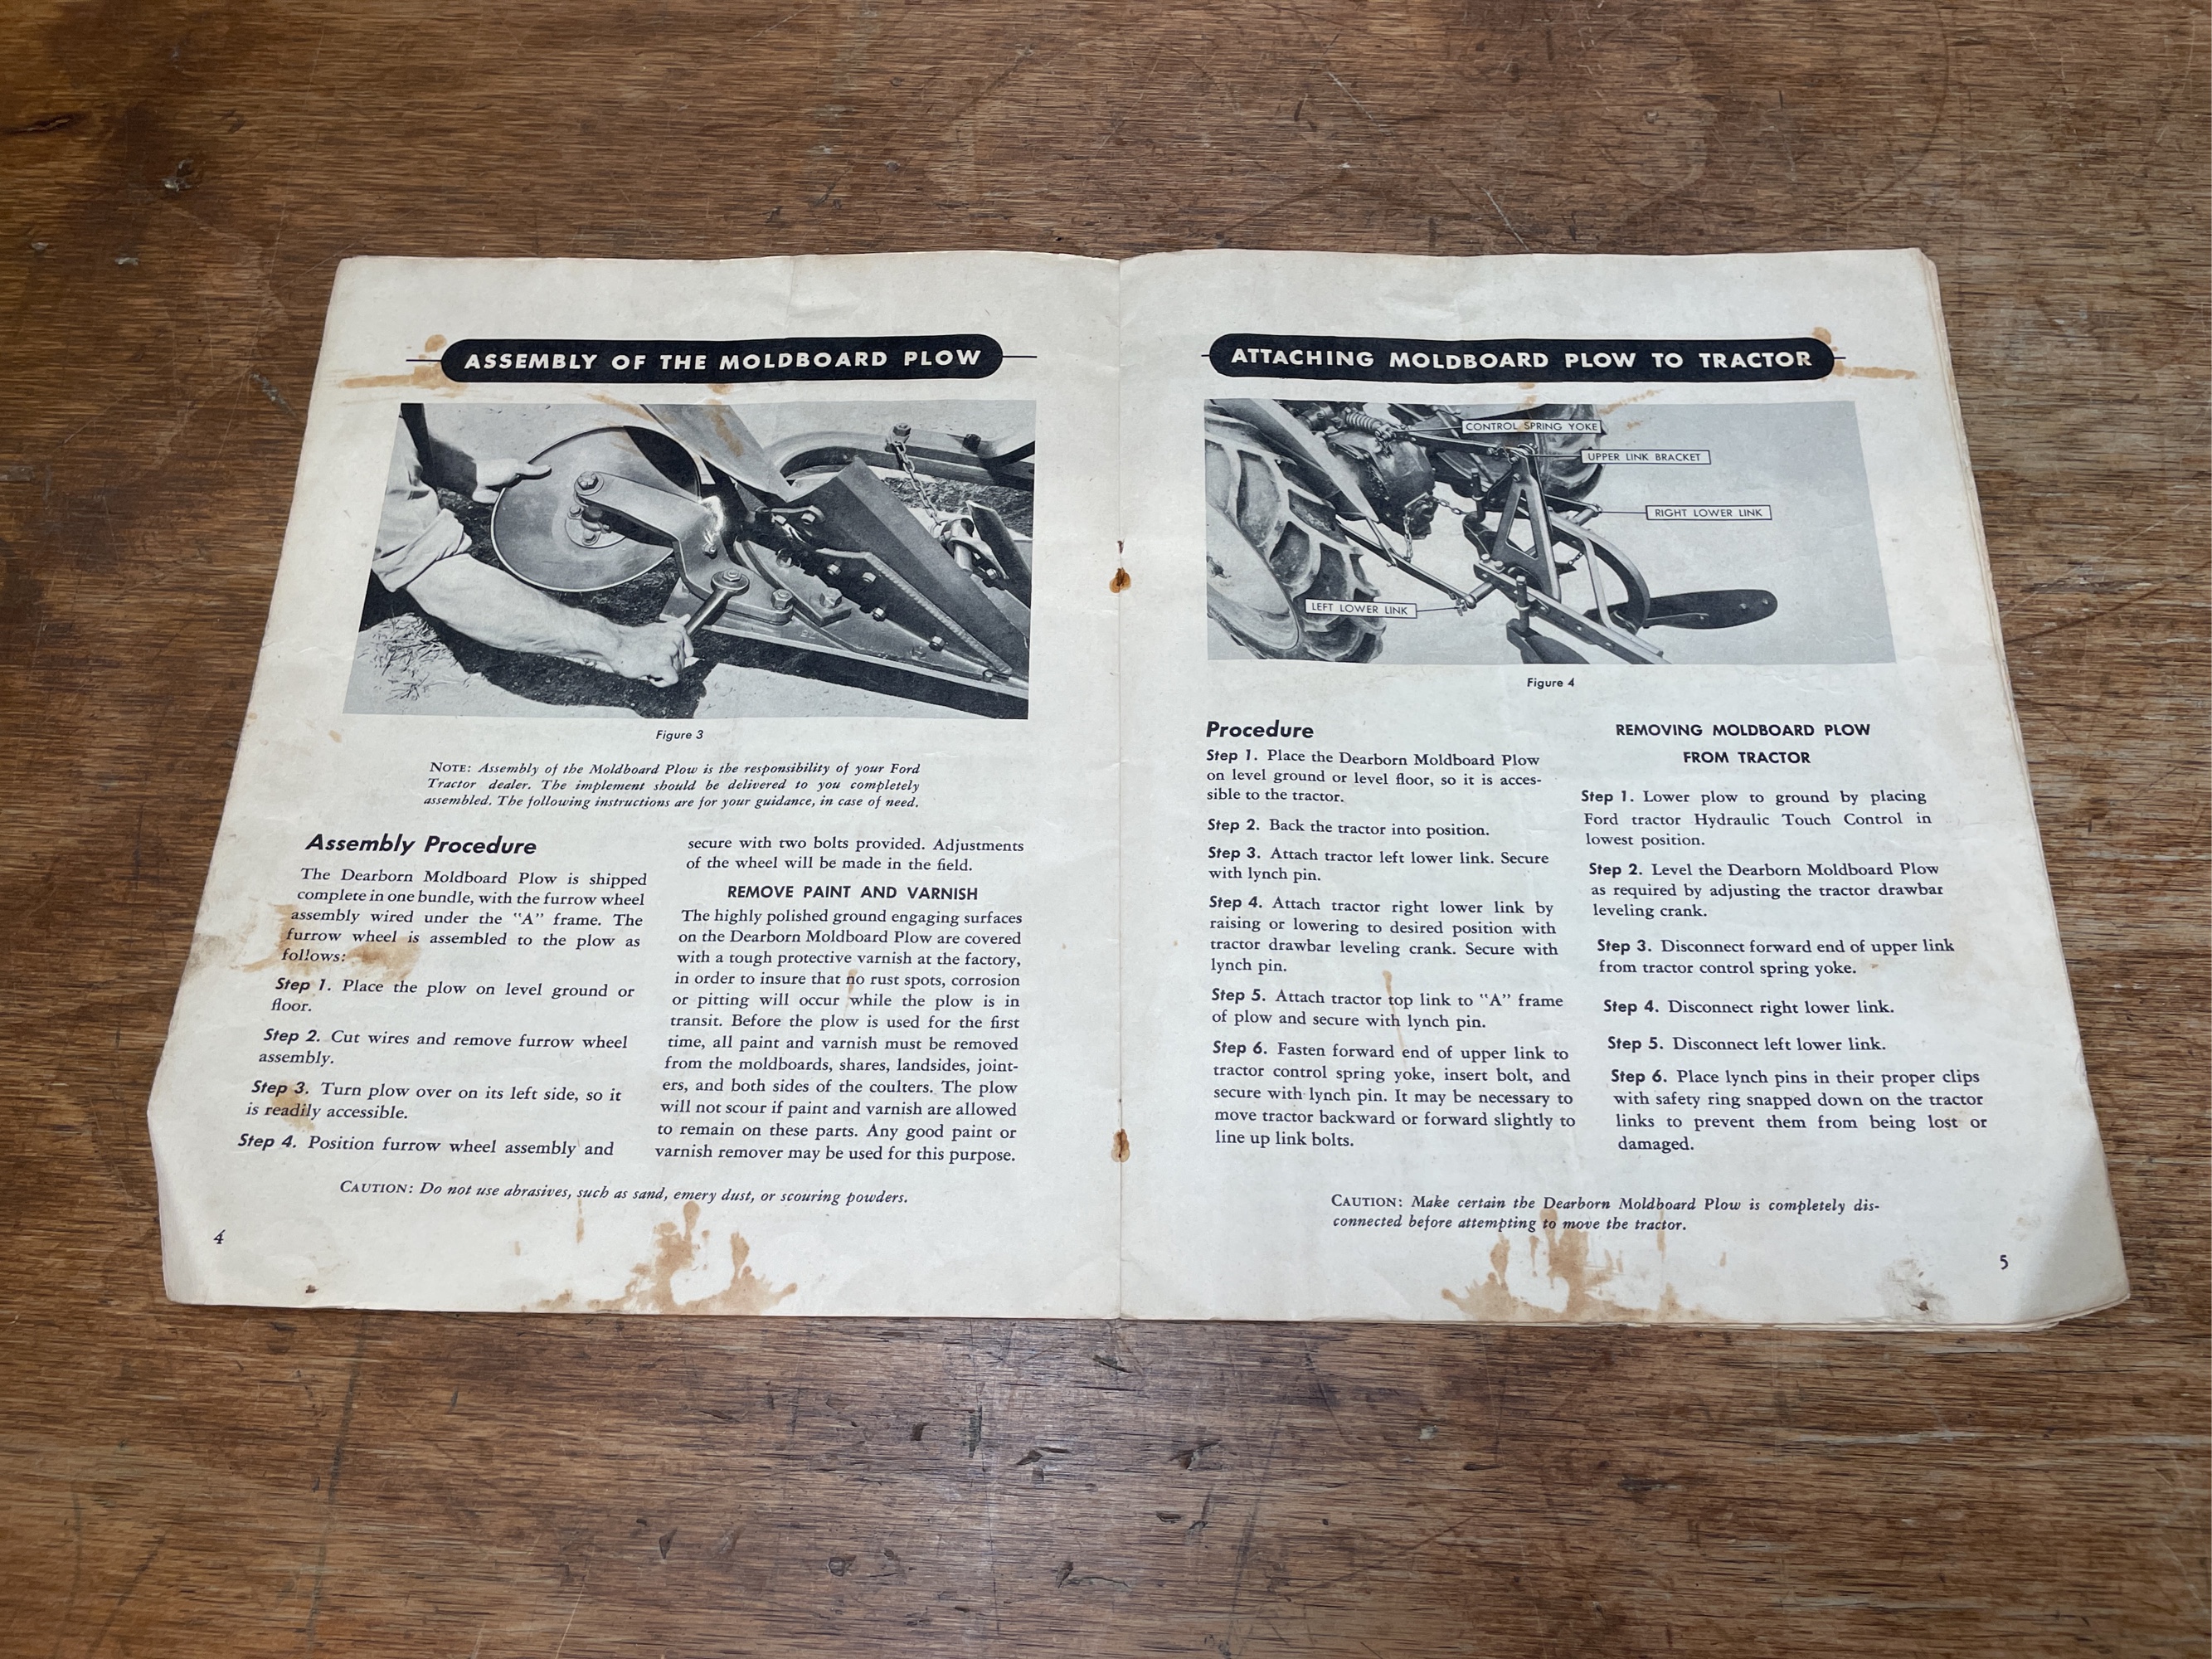 ASSEMBLY OF THE MOLDBOARD PLOW
Figure 3
NOTE: Assembly of the Moldboard Plow is the responsibility of your Ford
Tractor dealer. The implement should be delivered to you completely
assembled. The following instructions are for your guidance, in case of need.
Assembly Procedure
The Dearborn Moldboard Plow is shipped
complete in one bundle, with the furrow wheel
assembly wired under the "A" frame. The
furrow wheel is assembled to the plow as
follows:
Step 1. Place the plow on level ground or
floor.
Step 2. Cut wires and remove furrow wheel
assembly.
Step 3. Turn plow over on its left side, so it
is readily accessible.
Step 4. Position furrow wheel assembly and
secure with two bolts provided. Adjustments
of the wheel will be made in the field.
REMOVE PAINT AND VARNISH
The highly polished ground engaging surfaces
on the Dearborn Moldboard Plow are covered
with a tough protective varnish at the factory,
in order to insure that no rust spots, corrosion
or pitting will occur while the plow is in
transit. Before the plow is used for the first
time, all paint and varnish must be removed
from the moldboards, shares, landsides, joint-
ers, and both sides of the coulters. The plow
will not scour if paint and varnish are allowed
to remain on these parts. Any good paint or
varnish remover may be used for this purpose.
CAUTION: Do not use abrasives, such as sand, emery dust, or scouring powders.
4
ATTACHING MOLDBOARD PLOW TO TRACTOR
CONTROL SPRING YOKE
UPPER LINK BRACKET
RIGHT LOWER LINK
LEFT LOWER LINK
Figure 4
Procedure
Step 1. Place the Dearborn Moldboard Plow
on level ground or level floor, so it is acces-
sible to the tractor.
Step 2. Back the tractor into position.
Step 3. Attach tractor left lower link. Secure
with lynch pin.
Step 4. Attach tractor right lower link by
raising or lowering to desired position with
tractor drawbar leveling crank. Secure with
lynch pin.
Step 5. Attach tractor top link to "A" frame
of plow and secure with lynch pin.
Step 6. Fasten forward end of upper link to
tractor control spring yoke, insert bolt, and
secure with lynch pin. It may be necessary to
move tractor backward or forward slightly to
line up link bolts.
REMOVING MOLDBOARD PLOW
FROM TRACTOR
Step 1. Lower plow to ground by placing
Ford tractor Hydraulic Touch Control in
lowest position.
Step 2. Level the Dearborn Moldboard Plow
as required by adjusting the tractor drawbar
leveling crank.
Step 3. Disconnect forward end of upper link
from tractor control spring yoke.
Step 4. Disconnect right lower link.
Step 5. Disconnect left lower link.
Step 6. Place lynch pins in their proper clips
with safety ring snapped down on the tractor
links to prevent them from being lost or
damaged.
CAUTION: Make certain the Dearborn Moldboard Plow is completely dis-
connected before attempting to move the tractor.
5